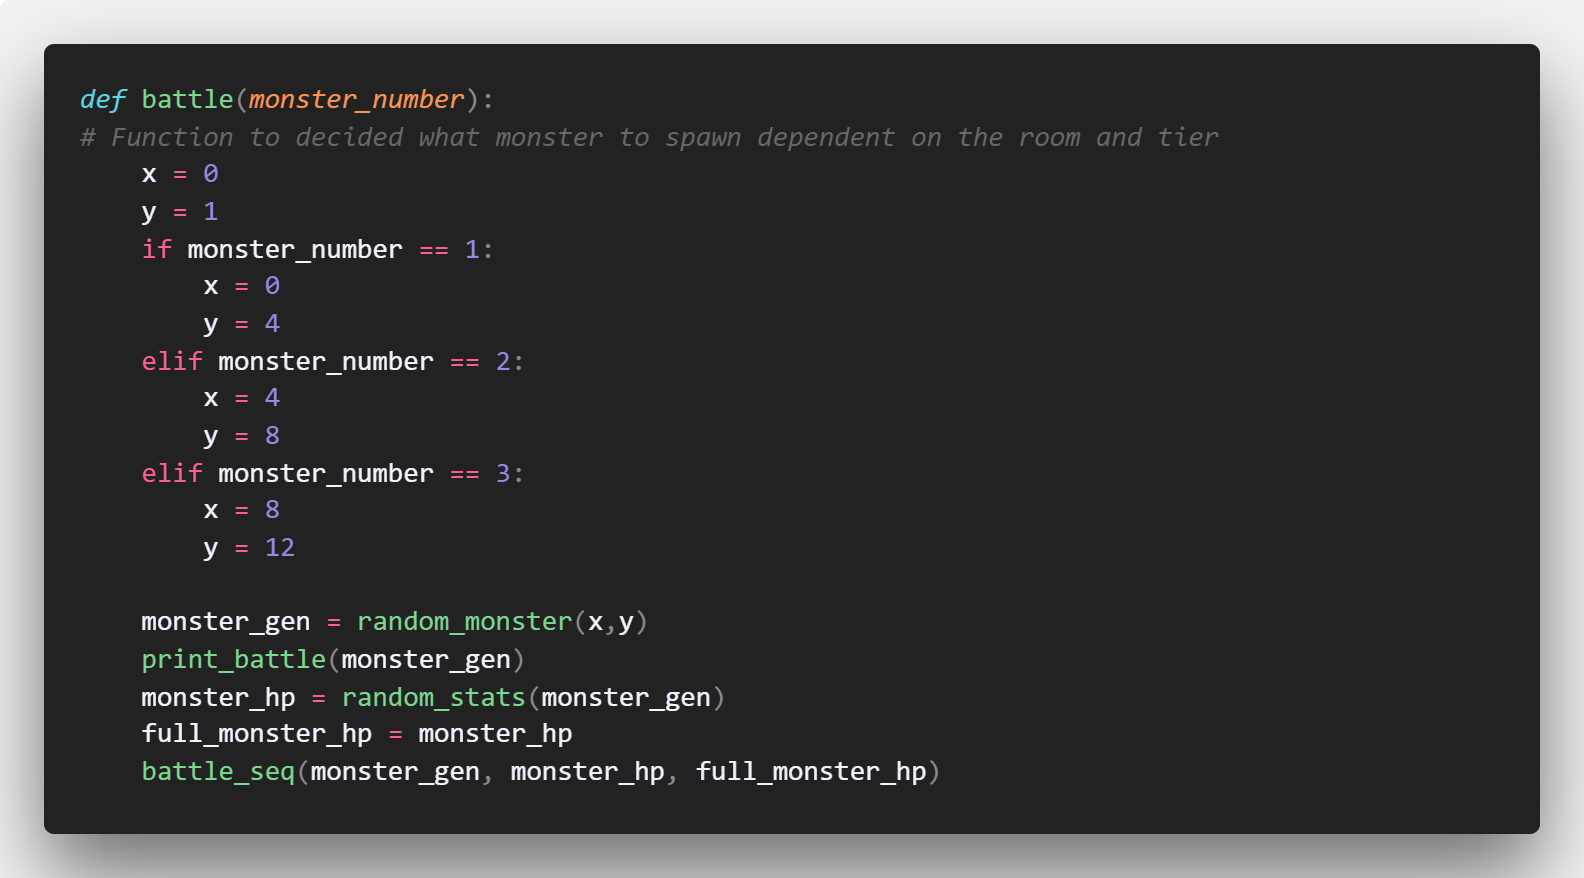 def battle(monster_number):
# Function to decided what monster to spawn dependent on the room and tier
    x = 0
    y = 1
    if monster_number == 1:
        x = 0
        y = 4
    elif monster_number == 2:
        x = 4
        y = 8
    elif monster_number == 3:
        x = 8
        y = 12

    monster_gen = random_monster(x,y)
    print_battle(monster_gen)
    monster_hp = random_stats(monster_gen)
    full_monster_hp = monster_hp
    battle_seq(monster_gen, monster_hp, full_monster_hp)